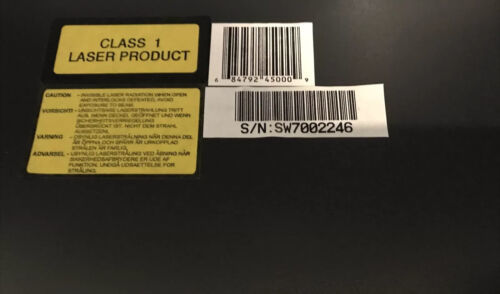 CLASS 1
LASER PRODUCT
6 84792 45000 9
S/N:SW7002246
CAUTION - INVISIBLE LASER RADIATION WHEN OPEN
AND INTERLOCKS DEFEATED, AVOID
EXPOSURE TO BEAM.
VORSICHT! - UNSICHTBARE LASERSTRAHLUNG TRITT
AUS, WENN DECKEL GEÖFFNET UND WENN
SICHERHEITSVERRIEGELUNG
ÜBERBRÜCKT IST. NICHT DEM STRAHL
AUSSETZEN.
VARNING - OSYNLIG LASERSTRÅLNING NÄR DENNA DEL
ÄR ÖPPNA OCH SPÄRR ÄR URKOPPLAD
STRÅLEN ÄR FARLIG.
ADVARSEL - USYNLIG LASERSTRÅLING VED ÅBNING NÅR
SIKKERHEDSAFBRYDERE ER UDE AF
FUNKTION, UNDGÅ UDSAETTELSE FOR
STRÅLING.